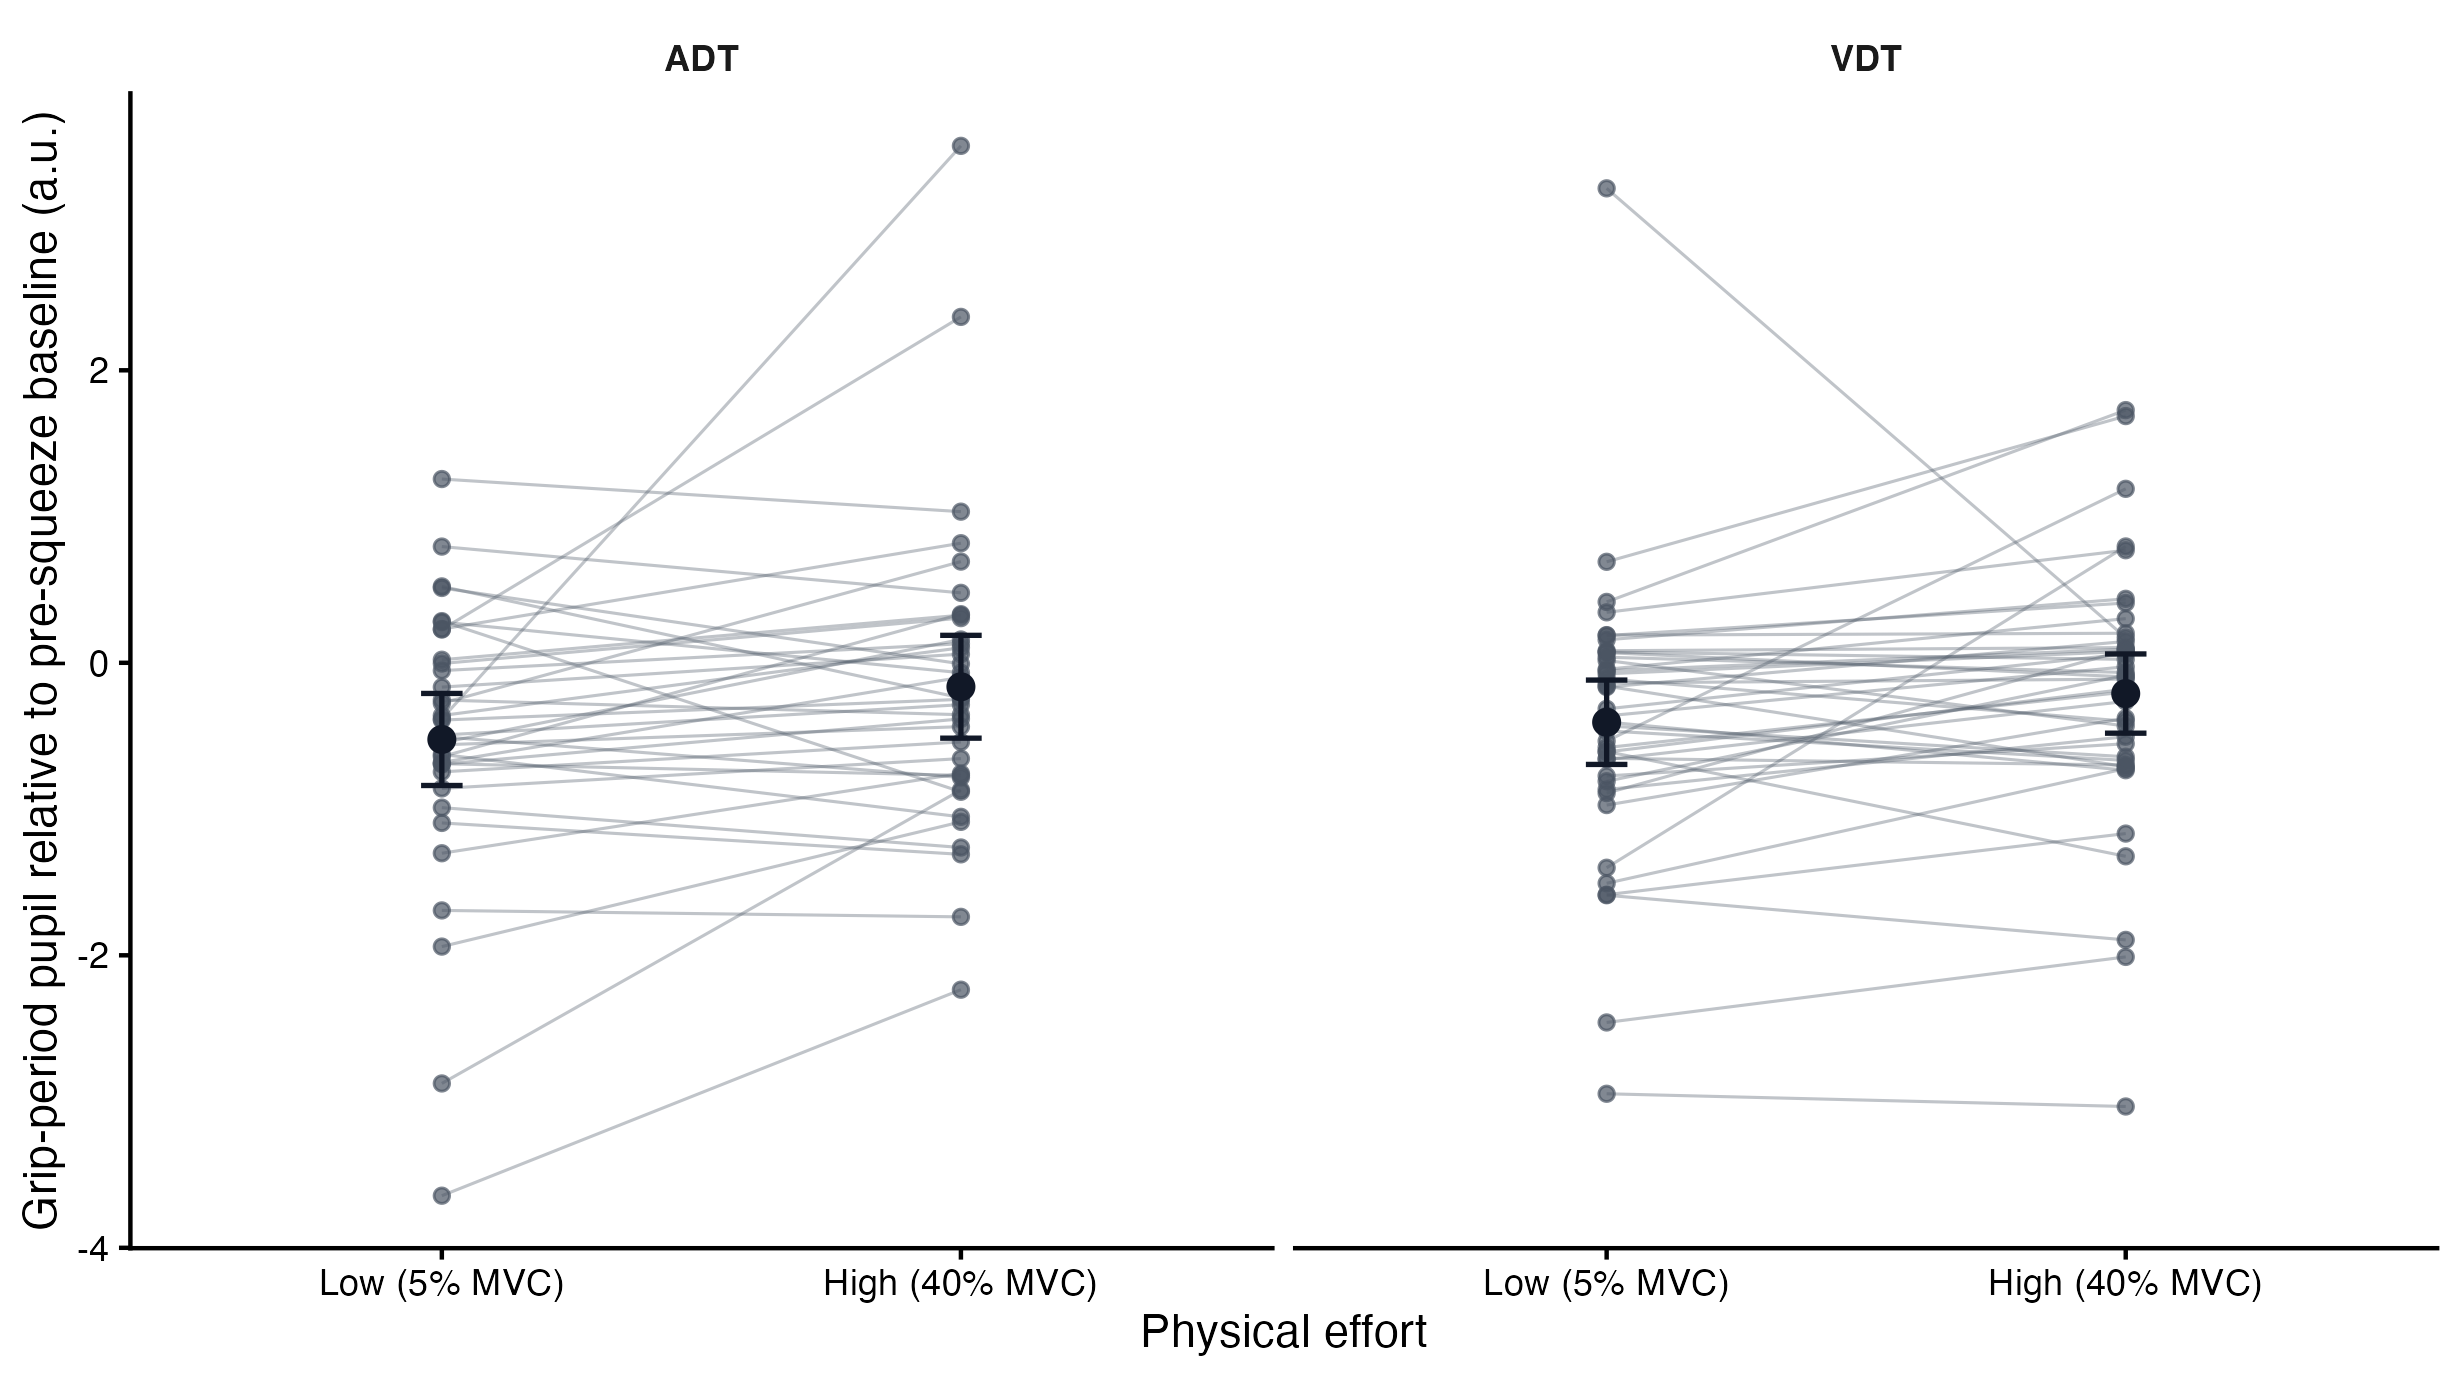 ADT
VDT
Grip-period pupil relative to pre-squeeze baseline (a.u.)
2
0
-2
-4
Low (5% MVC)
High (40% MVC)
Low (5% MVC)
High (40% MVC)
Physical effort